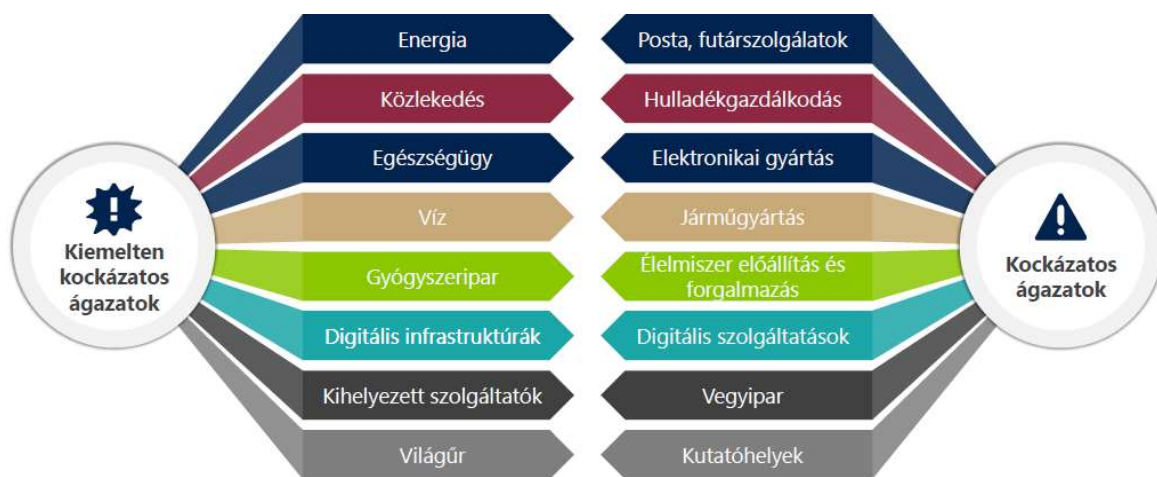 Kiemelten
kockázatos
ágazatok
Energia
Közlekedés
Egészségügy
Víz
Gyógyszeripar
Digitális infrastruktúrák
Kihelyezett szolgáltatók
Világűr
Posta, futárszolgálatok
Hulladékgazdálkodás
Elektronikai gyártás
Járműgyártás
Élelmiszer előállítás és
forgalmazás
Digitális szolgáltatások
Vegyipar
Kutatóhelyek
Kockázatos
ágazatok